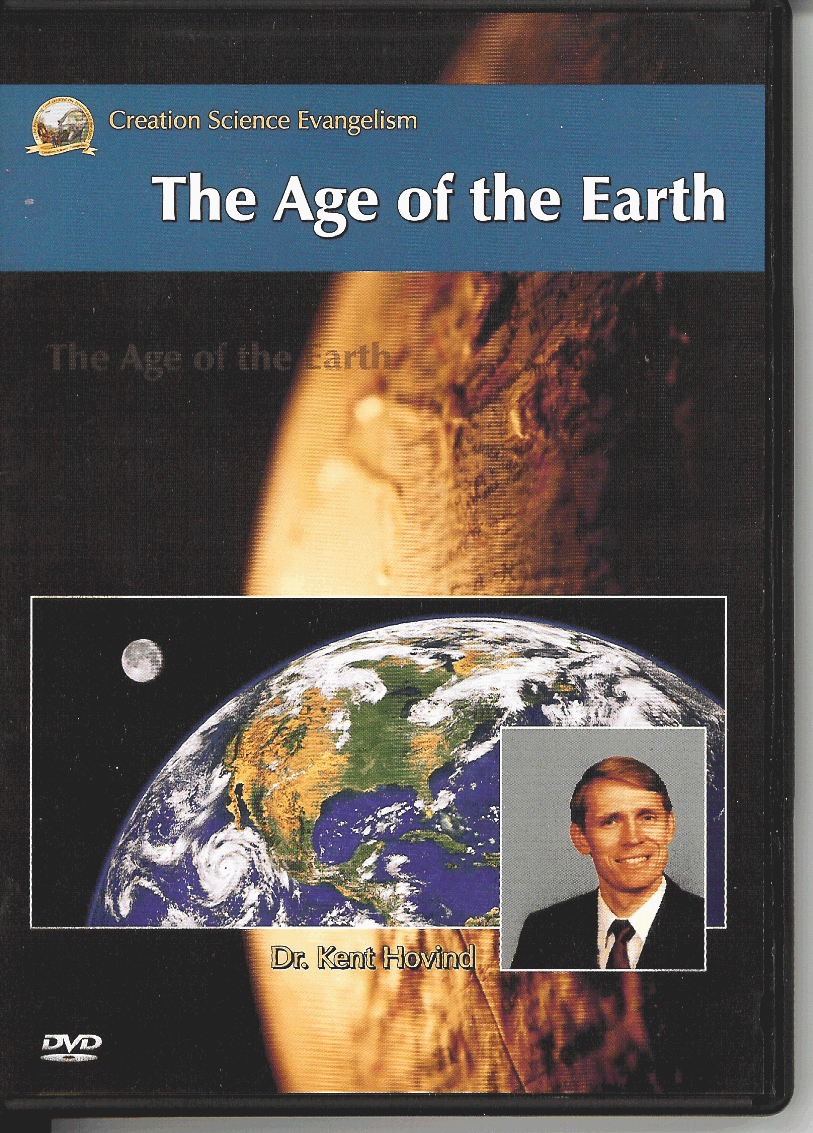 Creation Science Evangelism
The Age of the Earth
The Age of the Earth
Dr. Kent Hovind
DVD